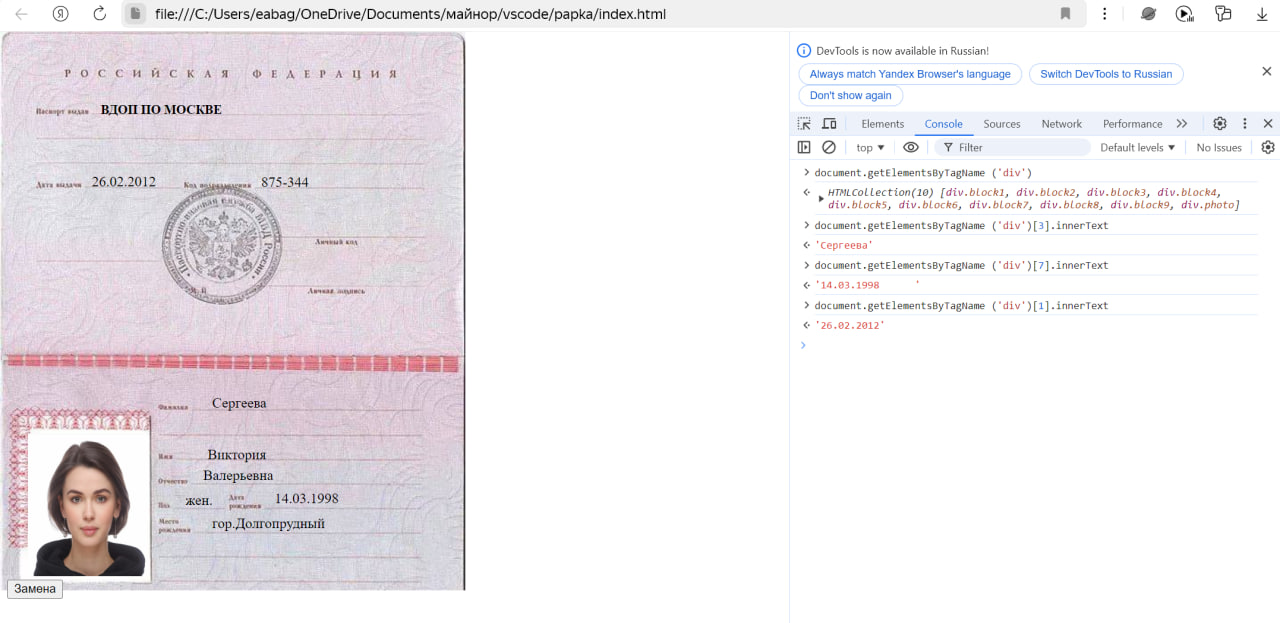 file:///C:/Users/eabag/OneDrive/Documents/майнор/vscode/papka/index.html
РОССИЙСКАЯ ФЕДЕРАЦИЯ
Паспорт выдан ВДОП ПО МОСКВЕ
Дата выдачи 26.02.2012 Код подразделения 875-344
Паспортно-визовая служба МВД России
Личный код
М П
Личная подпись
Фамилия Сергеева
Имя Виктория
Отчество Валерьевна
Пол жен. Дата рождения 14.03.1998
Место рождения гор.Долгопрудный
Замена
DevTools is now available in Russian!
Always match Yandex Browser's language
Switch DevTools to Russian
Don't show again
Elements Console Sources Network Performance
top Filter Default levels No Issues
document.getElementsByTagName ('div')
HTMLCollection(10) [div.block1, div.block2, div.block3, div.block4,
div.block5, div.block6, div.block7, div.block8, div.block9, div.photo]
document.getElementsByTagName ('div')[3].innerText
'Сергеева'
document.getElementsByTagName ('div')[7].innerText
'14.03.1998      '
document.getElementsByTagName ('div')[1].innerText
'26.02.2012'